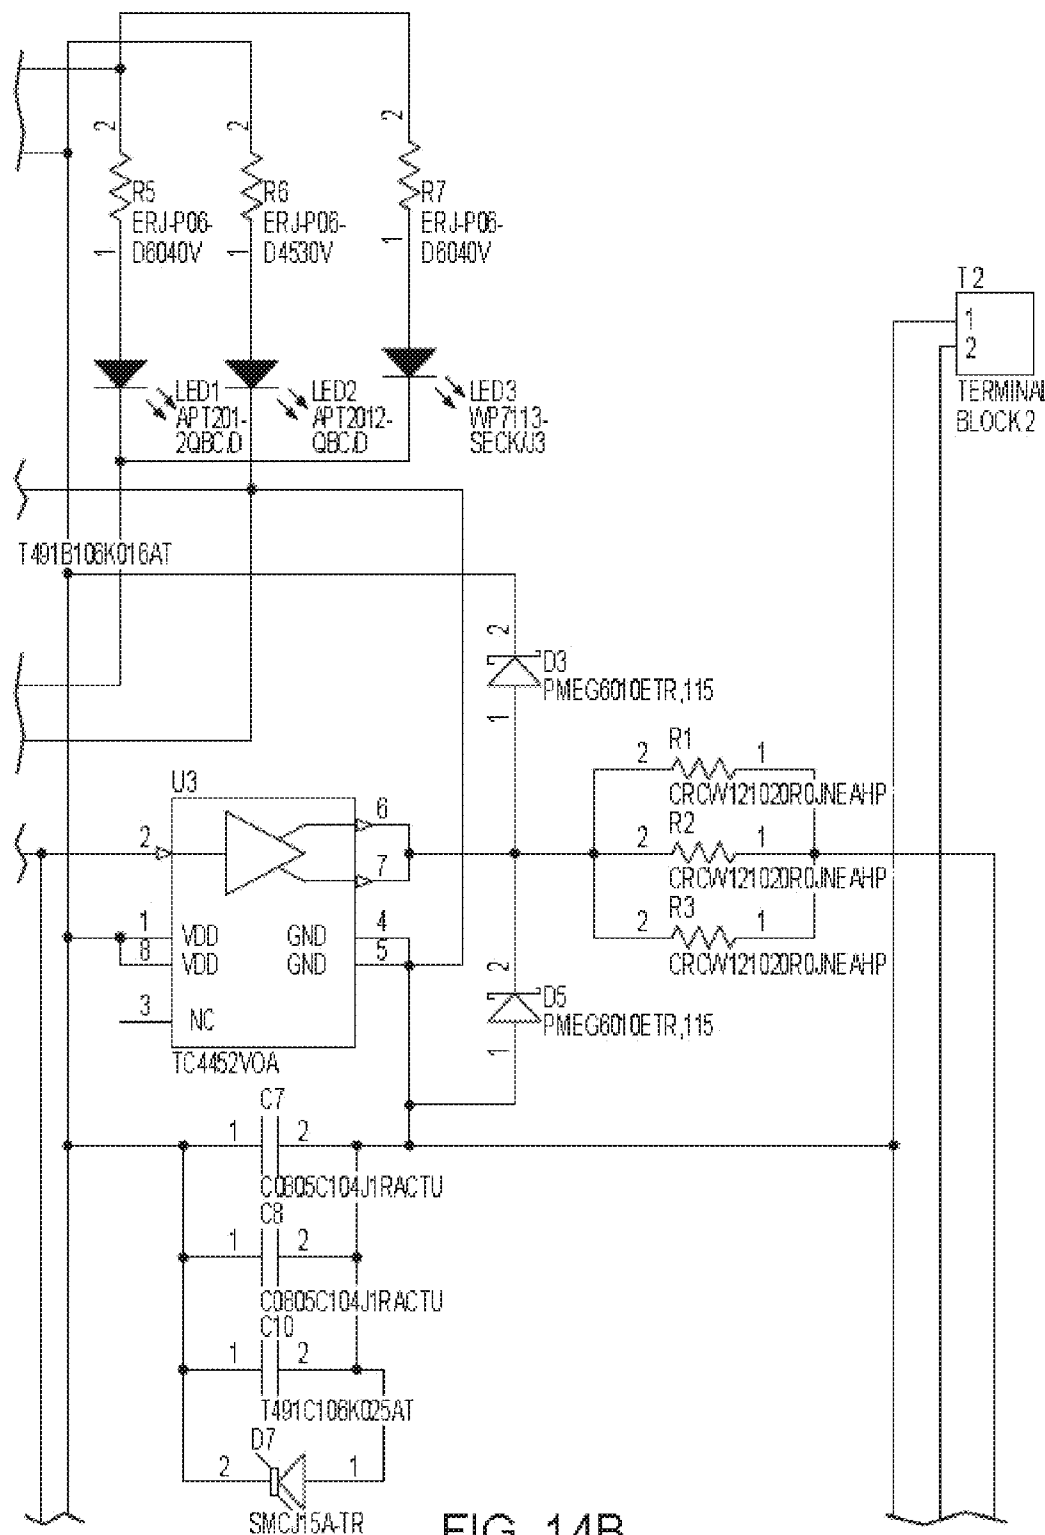 2
2
2
R5
ERJ-P06-
D6040V
1
R6
ERJ-P06-
D4530V
1
R7
ERJ-P06-
D6040V
1
T2
1
2
TERMINAL
BLOCK 2
LED1
APT201-
2QBC/D
LED2
APT2012-
QBC/D
LED3
WP7113-
SECK/J3
T491B106K016AT
2
D3
PMEG6010ETR,115
1
U3
2
6
7
1
VDD
GND
4
8
VDD
GND
5
3
NC
TC4452VOA
R1
2
1
CRCW121020R0JNEAHP
R2
2
1
CRCW121020R0JNEAHP
R3
2
1
CRCW121020R0JNEAHP
2
D5
PMEG6010ETR,115
1
C7
1
2
C0805C104J1RACTU
C8
1
2
C0805C104J1RACTU
C10
1
2
T491C106K025AT
D7
2
1
SMCJ15A-TR
FIG. 14B